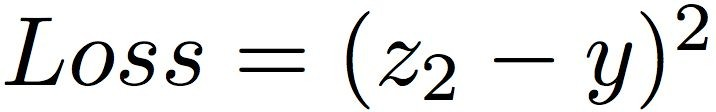 Loss = (z₂ − y)²